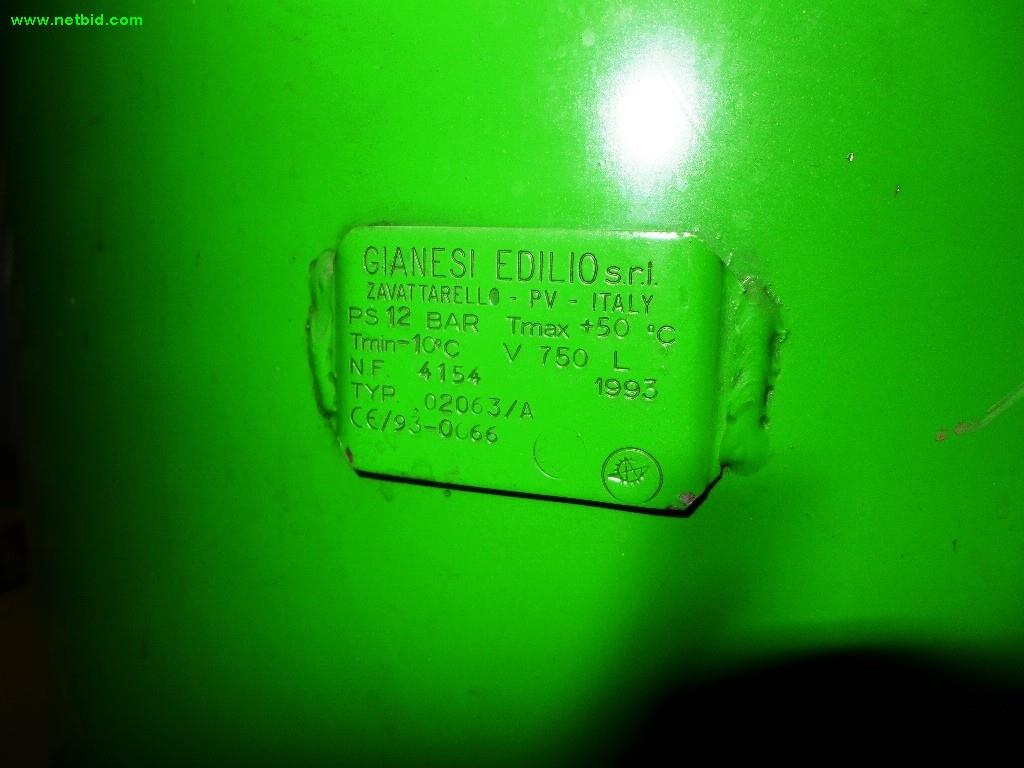 www.netbid.com
GIANESI EDILIO s.r.l.
ZAVATTARELLO - PV - ITALY
PS 12 BAR Tmax +50 °C
Tmin-10°C V 750 L
N.F. 4154 1993
TYP. 02063/A
CE/93-0066